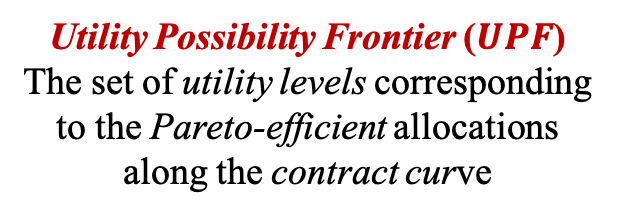 Utility Possibility Frontier (UPF)
The set of utility levels corresponding
to the Pareto-efficient allocations
along the contract curve